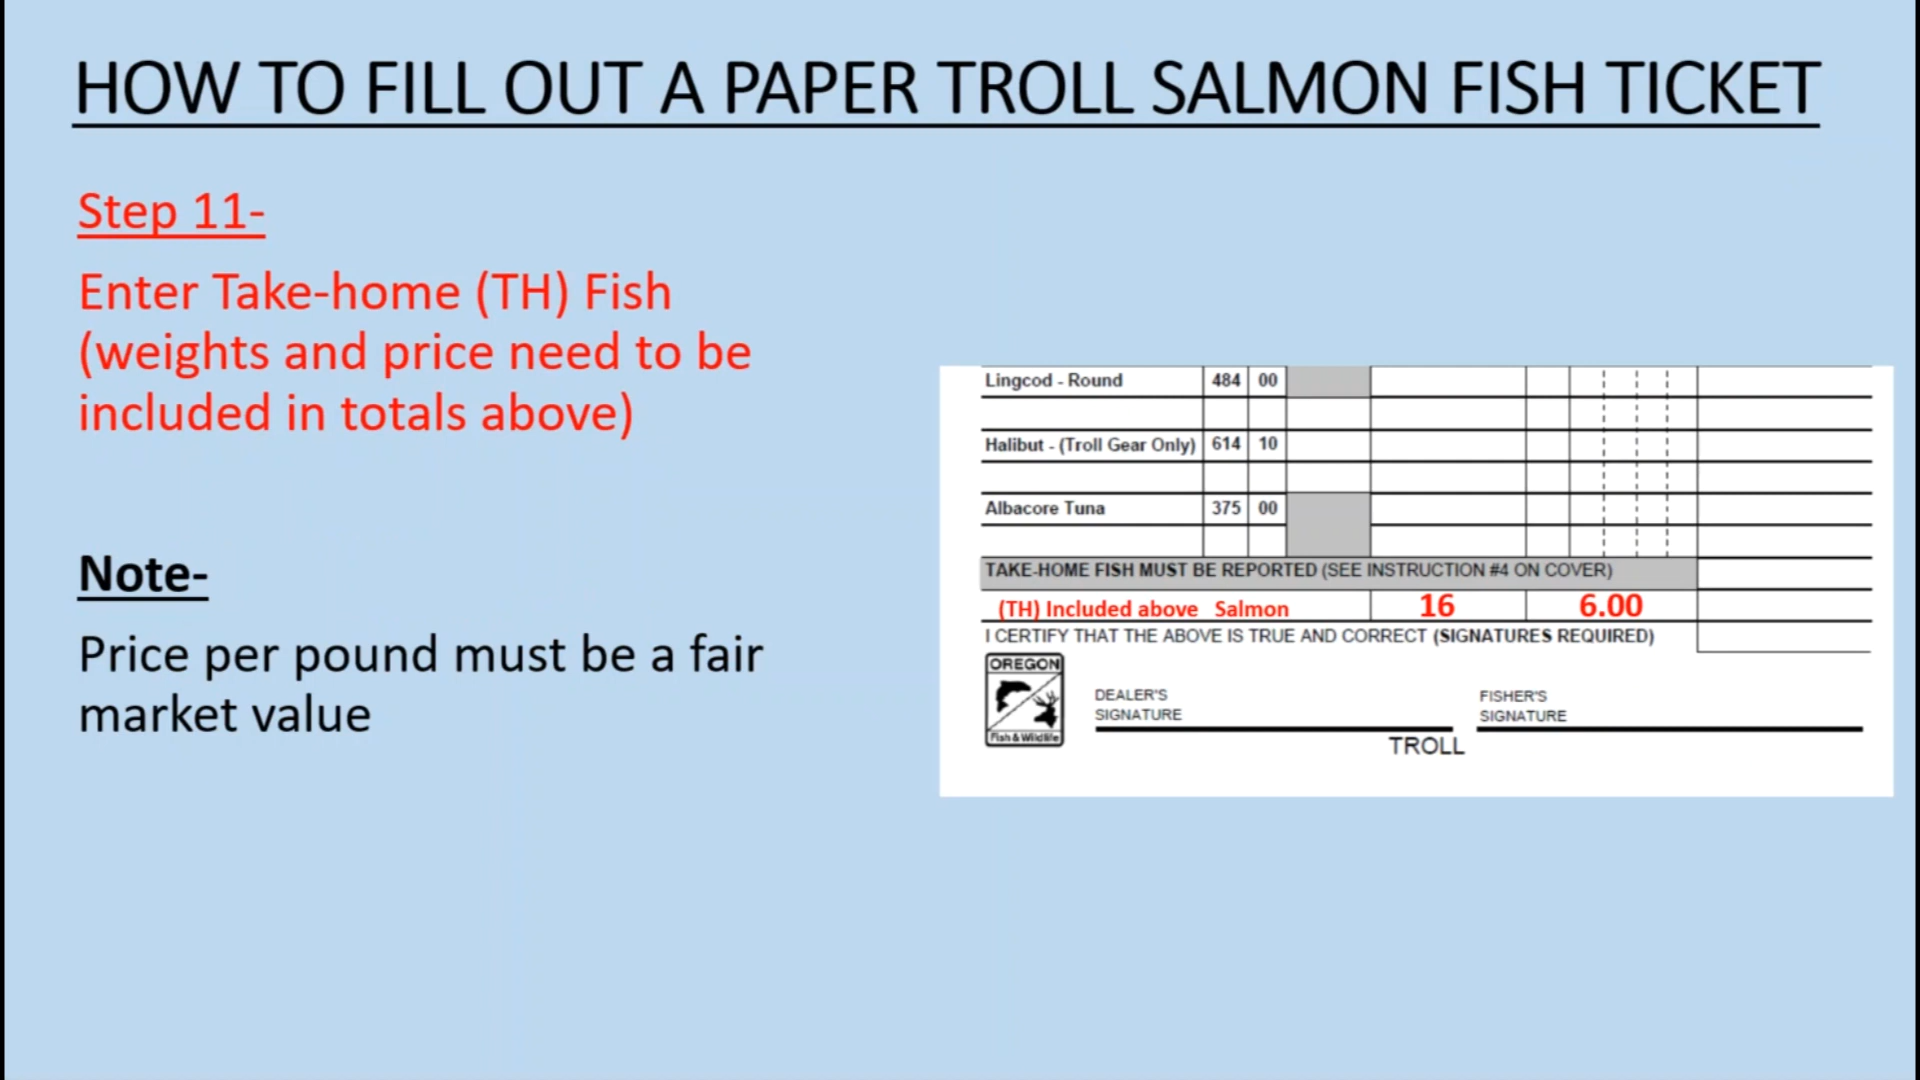 HOW TO FILL OUT A PAPER TROLL SALMON FISH TICKET
Step 11-
Enter Take-home (TH) Fish
(weights and price need to be
included in totals above)
Note-
Price per pound must be a fair
market value
Lingcod - Round 484 00
Halibut - (Troll Gear Only) 614 10
Albacore Tuna 375 00
TAKE-HOME FISH MUST BE REPORTED (SEE INSTRUCTION #4 ON COVER)
(TH) Included above Salmon 16 6.00
I CERTIFY THAT THE ABOVE IS TRUE AND CORRECT (SIGNATURES REQUIRED)
OREGON
Fish & Wildlife
DEALER'S
SIGNATURE
FISHER'S
SIGNATURE
TROLL